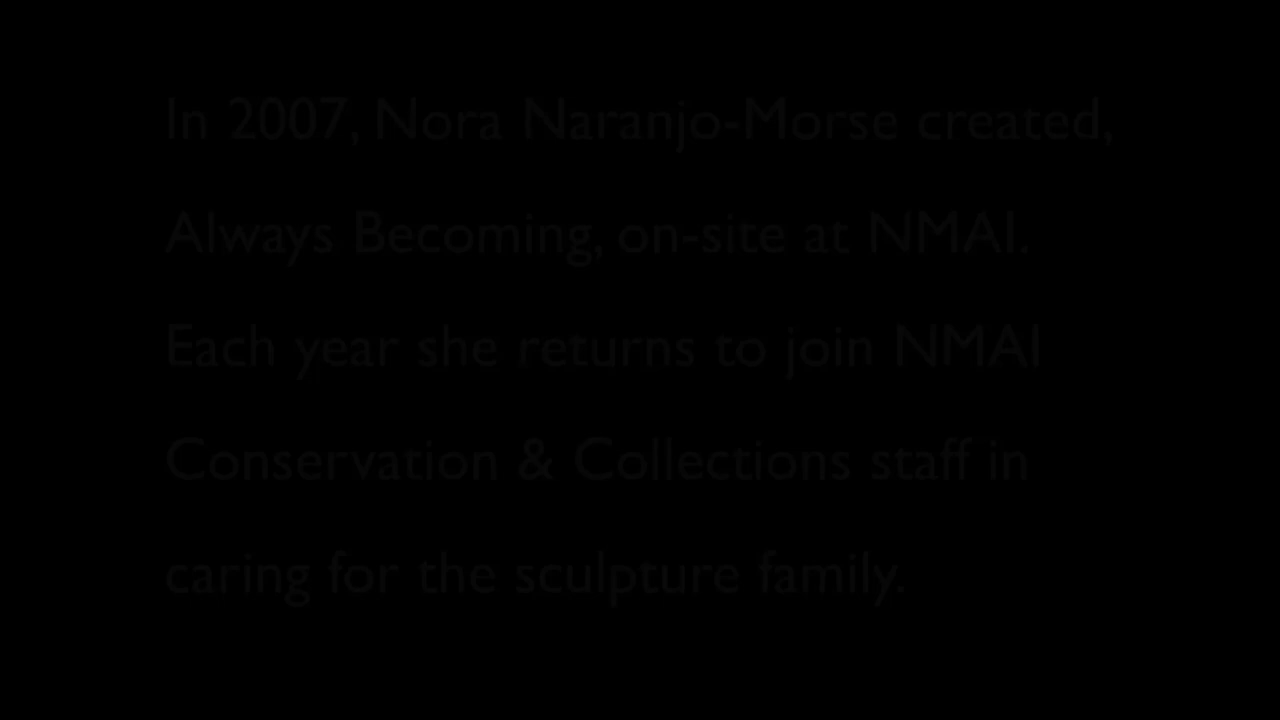 In 2007, Nora Naranjo-Morse created,
Always Becoming, on-site at NMAI.
Each year she returns to join NMAI
Conservation & Collections staff in
caring for the sculpture family.